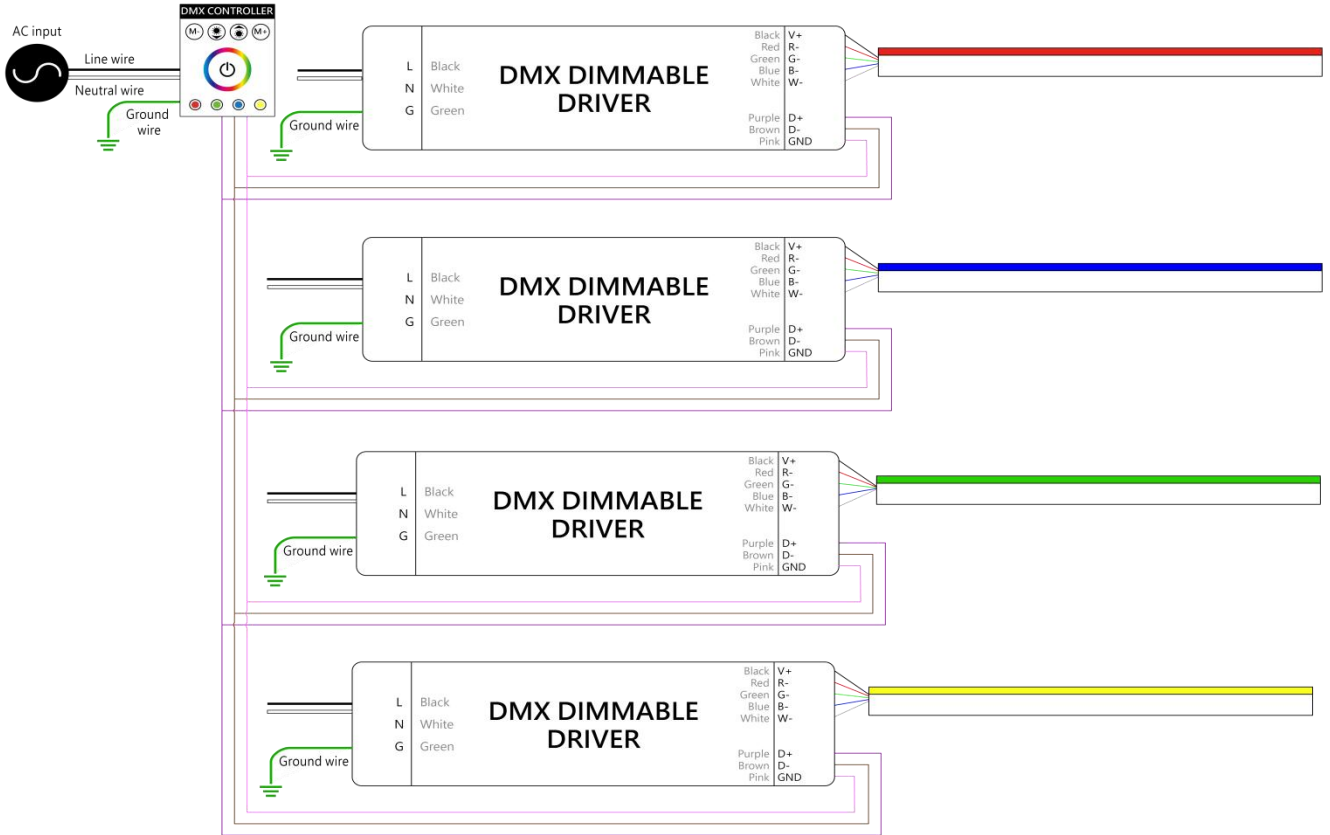 DMX CONTROLLER
M- M+
AC input
Line wire
Neutral wire
Ground
wire
L Black
N White
G Green
Ground wire
DMX DIMMABLE
DRIVER
Black V+
Red R-
Green G-
Blue B-
White W-
Purple D+
Brown D-
Pink GND
L Black
N White
G Green
Ground wire
DMX DIMMABLE
DRIVER
Black V+
Red R-
Green G-
Blue B-
White W-
Purple D+
Brown D-
Pink GND
L Black
N White
G Green
Ground wire
DMX DIMMABLE
DRIVER
Black V+
Red R-
Green G-
Blue B-
White W-
Purple D+
Brown D-
Pink GND
L Black
N White
G Green
Ground wire
DMX DIMMABLE
DRIVER
Black V+
Red R-
Green G-
Blue B-
White W-
Purple D+
Brown D-
Pink GND